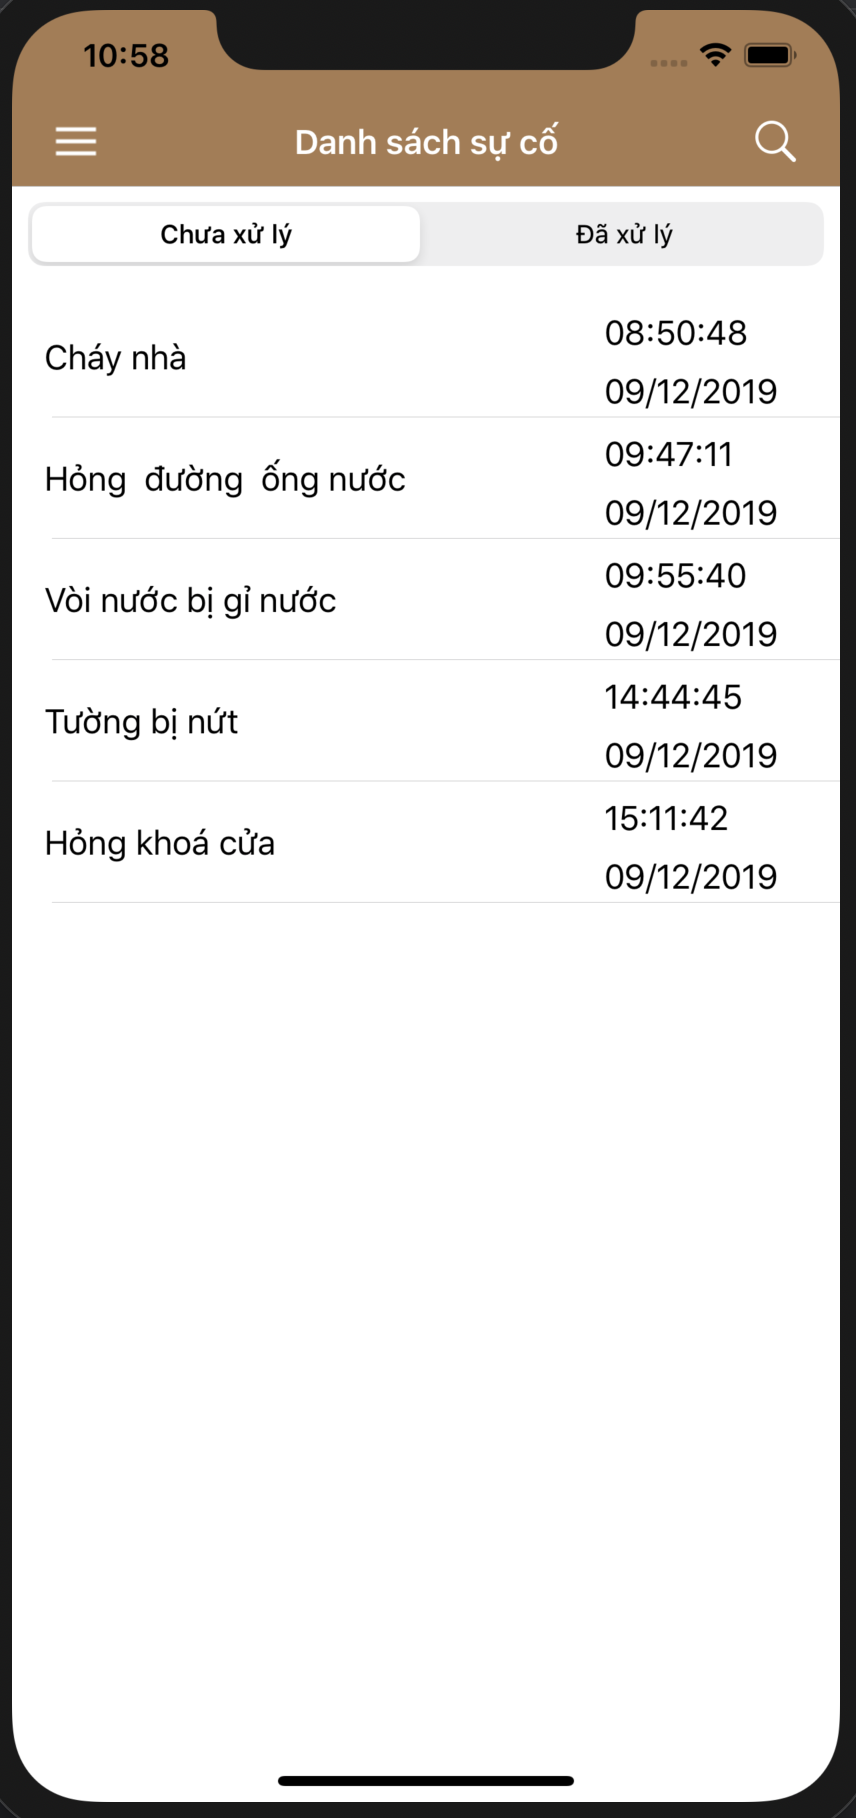 10:58
Danh sách sự cố
Chưa xử lý
Đã xử lý
Cháy nhà
08:50:48
09/12/2019
Hỏng  đường  ống nước
09:47:11
09/12/2019
Vòi nước bị gỉ nước
09:55:40
09/12/2019
Tường bị nứt
14:44:45
09/12/2019
Hỏng khoá cửa
15:11:42
09/12/2019